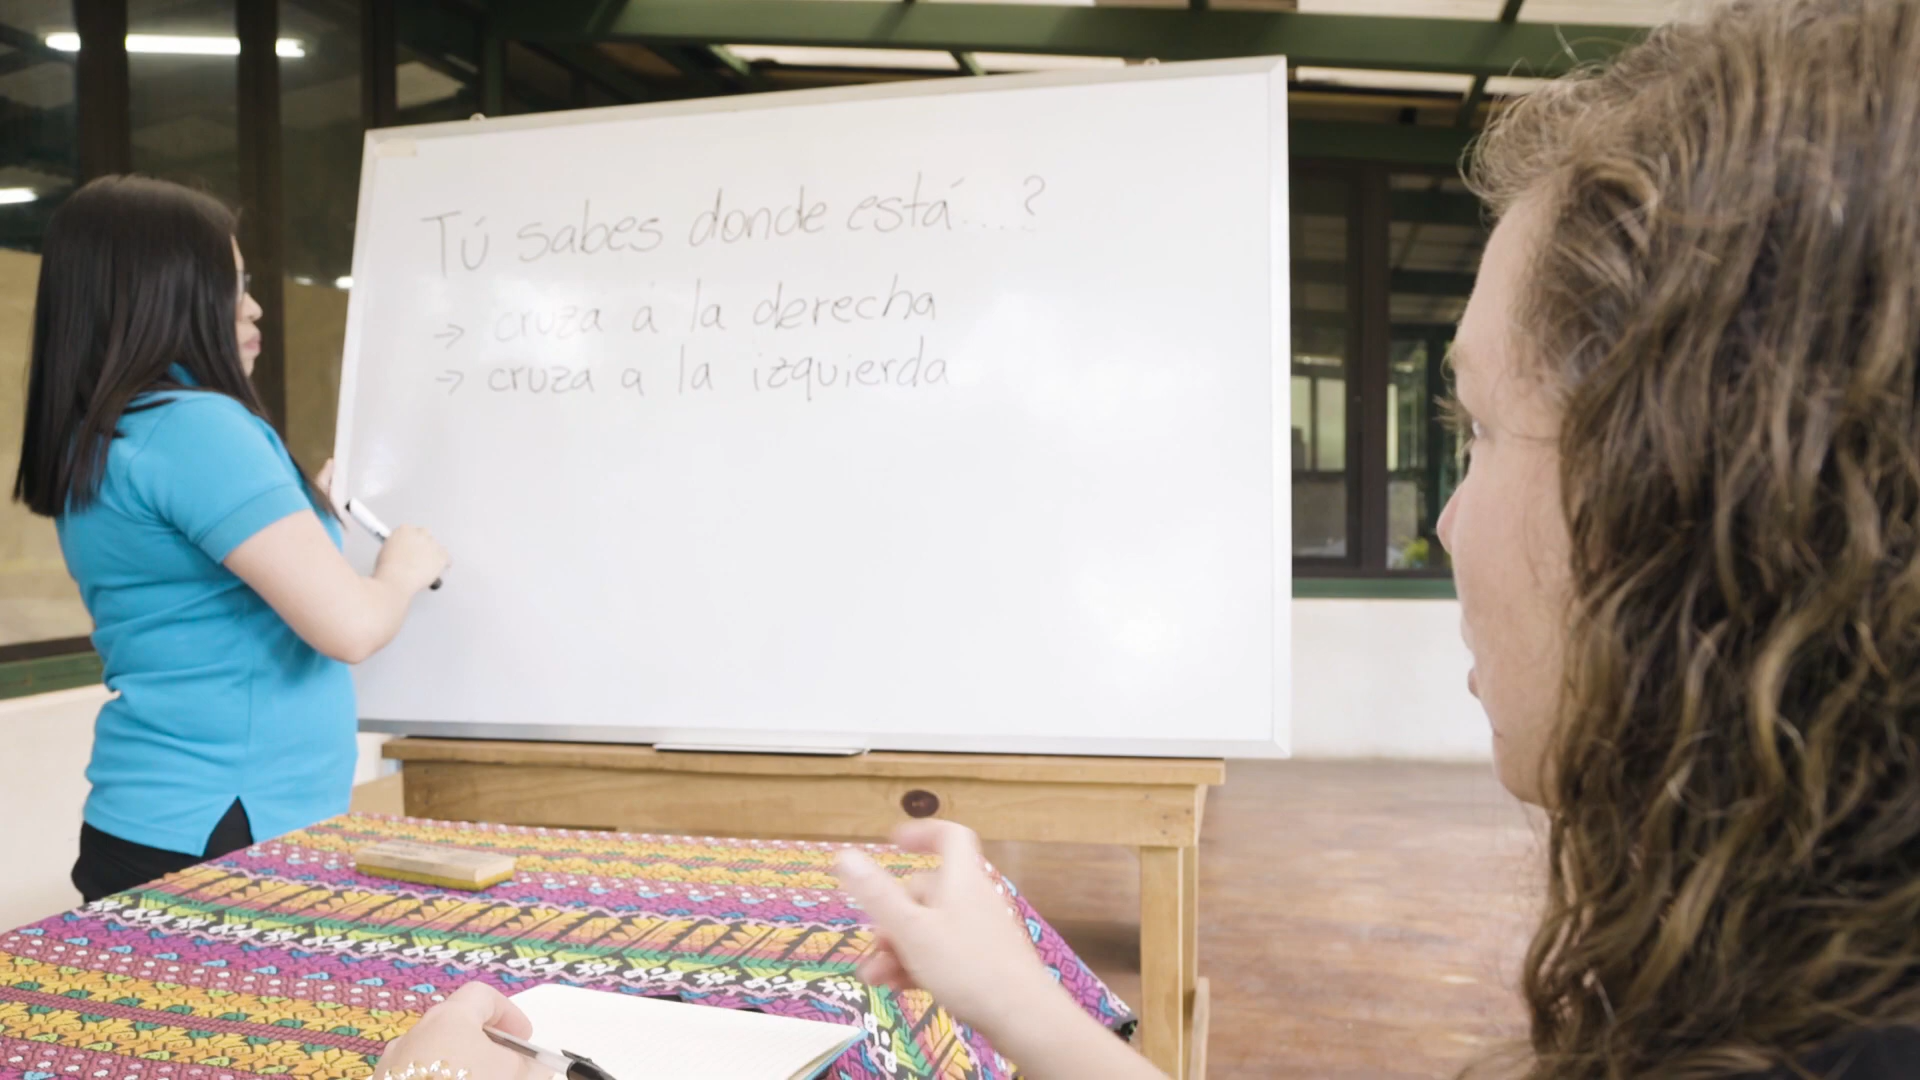 Tú sabes donde está...?
→ cruza á la derecha
→ cruza a la izquierda